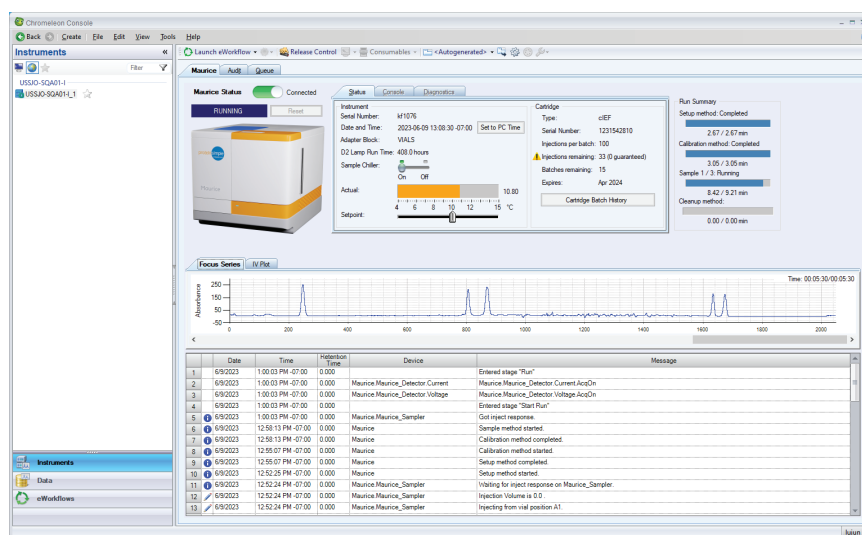 Chromeleon Console
Back Create File Edit View Tools Help
Instruments «
Launch eWorkflow Release Control Consumables <Autogenerated>
Filter
USSJO-SQA01-I
USSJO-SQA01-I_1
Maurice Audit Queue
Maurice Status Connected
RUNNING Reset
Maurice
Status Console Diagnostics
Instrument
Serial Number: kf1076
Date and Time: 2023-06-09 13:08:30 -07:00 Set to PC Time
Adapter Block: VIALS
D2 Lamp Run Time: 408.0 hours
Sample Chiller:
On Off
Actual: 10.80
4 6 8 10 12 15 °C
Setpoint:
Cartridge
Type: cIEF
Serial Number: 1231542810
Injections per batch: 100
Injections remaining: 33 (0 guaranteed)
Batches remaining: 15
Expires: Apr 2024
Cartridge Batch History
Run Summary
Setup method: Completed
2.67 / 2.67 min
Calibration method: Completed
3.05 / 3.05 min
Sample 1 / 3: Running
8.42 / 9.21 min
Cleanup method:
0.00 / 0.00 min
Focus Series IV Plot
Time: 00:05:30/00:05:30
Absorbance
250
150
50
-50
0 200 400 600 800 1000 1200 1400 1600 1800 2000
Date Time Retention Time Device Message
1 6/9/2023 1:00:03 PM -07:00 0.000 Entered stage "Run"
2 6/9/2023 1:00:03 PM -07:00 0.000 Maurice.Maurice_Detector.Current Maurice.Maurice_Detector.Current.AcqOn
3 6/9/2023 1:00:03 PM -07:00 0.000 Maurice.Maurice_Detector.Voltage Maurice.Maurice_Detector.Voltage.AcqOn
4 6/9/2023 1:00:03 PM -07:00 0.000 Entered stage "Start Run"
5 6/9/2023 1:00:03 PM -07:00 0.000 Maurice.Maurice_Sampler Got inject response.
6 6/9/2023 12:58:13 PM -07:00 0.000 Maurice Sample method started.
7 6/9/2023 12:58:13 PM -07:00 0.000 Maurice Calibration method completed.
8 6/9/2023 12:55:07 PM -07:00 0.000 Maurice Calibration method started.
9 6/9/2023 12:55:07 PM -07:00 0.000 Maurice Setup method completed.
10 6/9/2023 12:52:25 PM -07:00 0.000 Maurice Setup method started.
11 6/9/2023 12:52:24 PM -07:00 0.000 Maurice.Maurice_Sampler Waiting for inject response on Maurice_Sampler.
12 6/9/2023 12:52:24 PM -07:00 0.000 Maurice.Maurice_Sampler Injection Volume is 0.0 .
13 6/9/2023 12:52:24 PM -07:00 0.000 Maurice.Maurice_Sampler Injecting from vial position A1.
Instruments
Data
eWorkflows